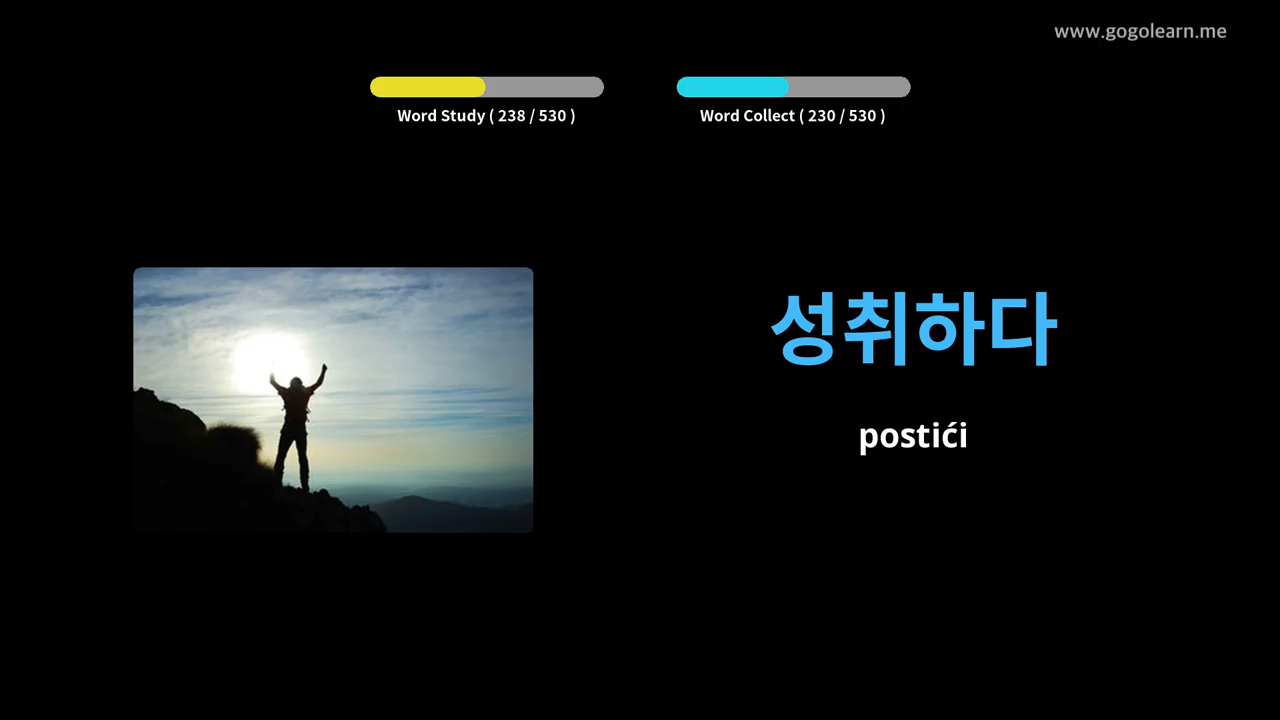 www.gogolearn.me
Word Study ( 238 / 530 )
Word Collect ( 230 / 530 )
성취하다
postići